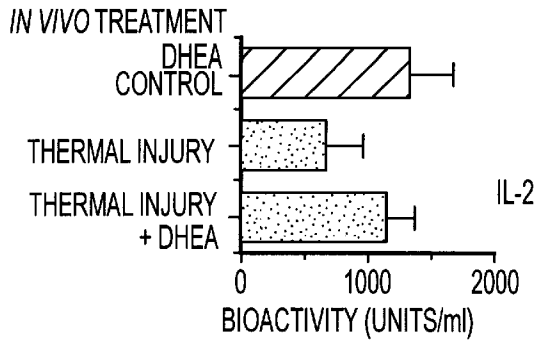 IN VIVO TREATMENT
DHEA
CONTROL
THERMAL INJURY
THERMAL INJURY
+ DHEA
IL-2
0 1000 2000
BIOACTIVITY (UNITS/ml)